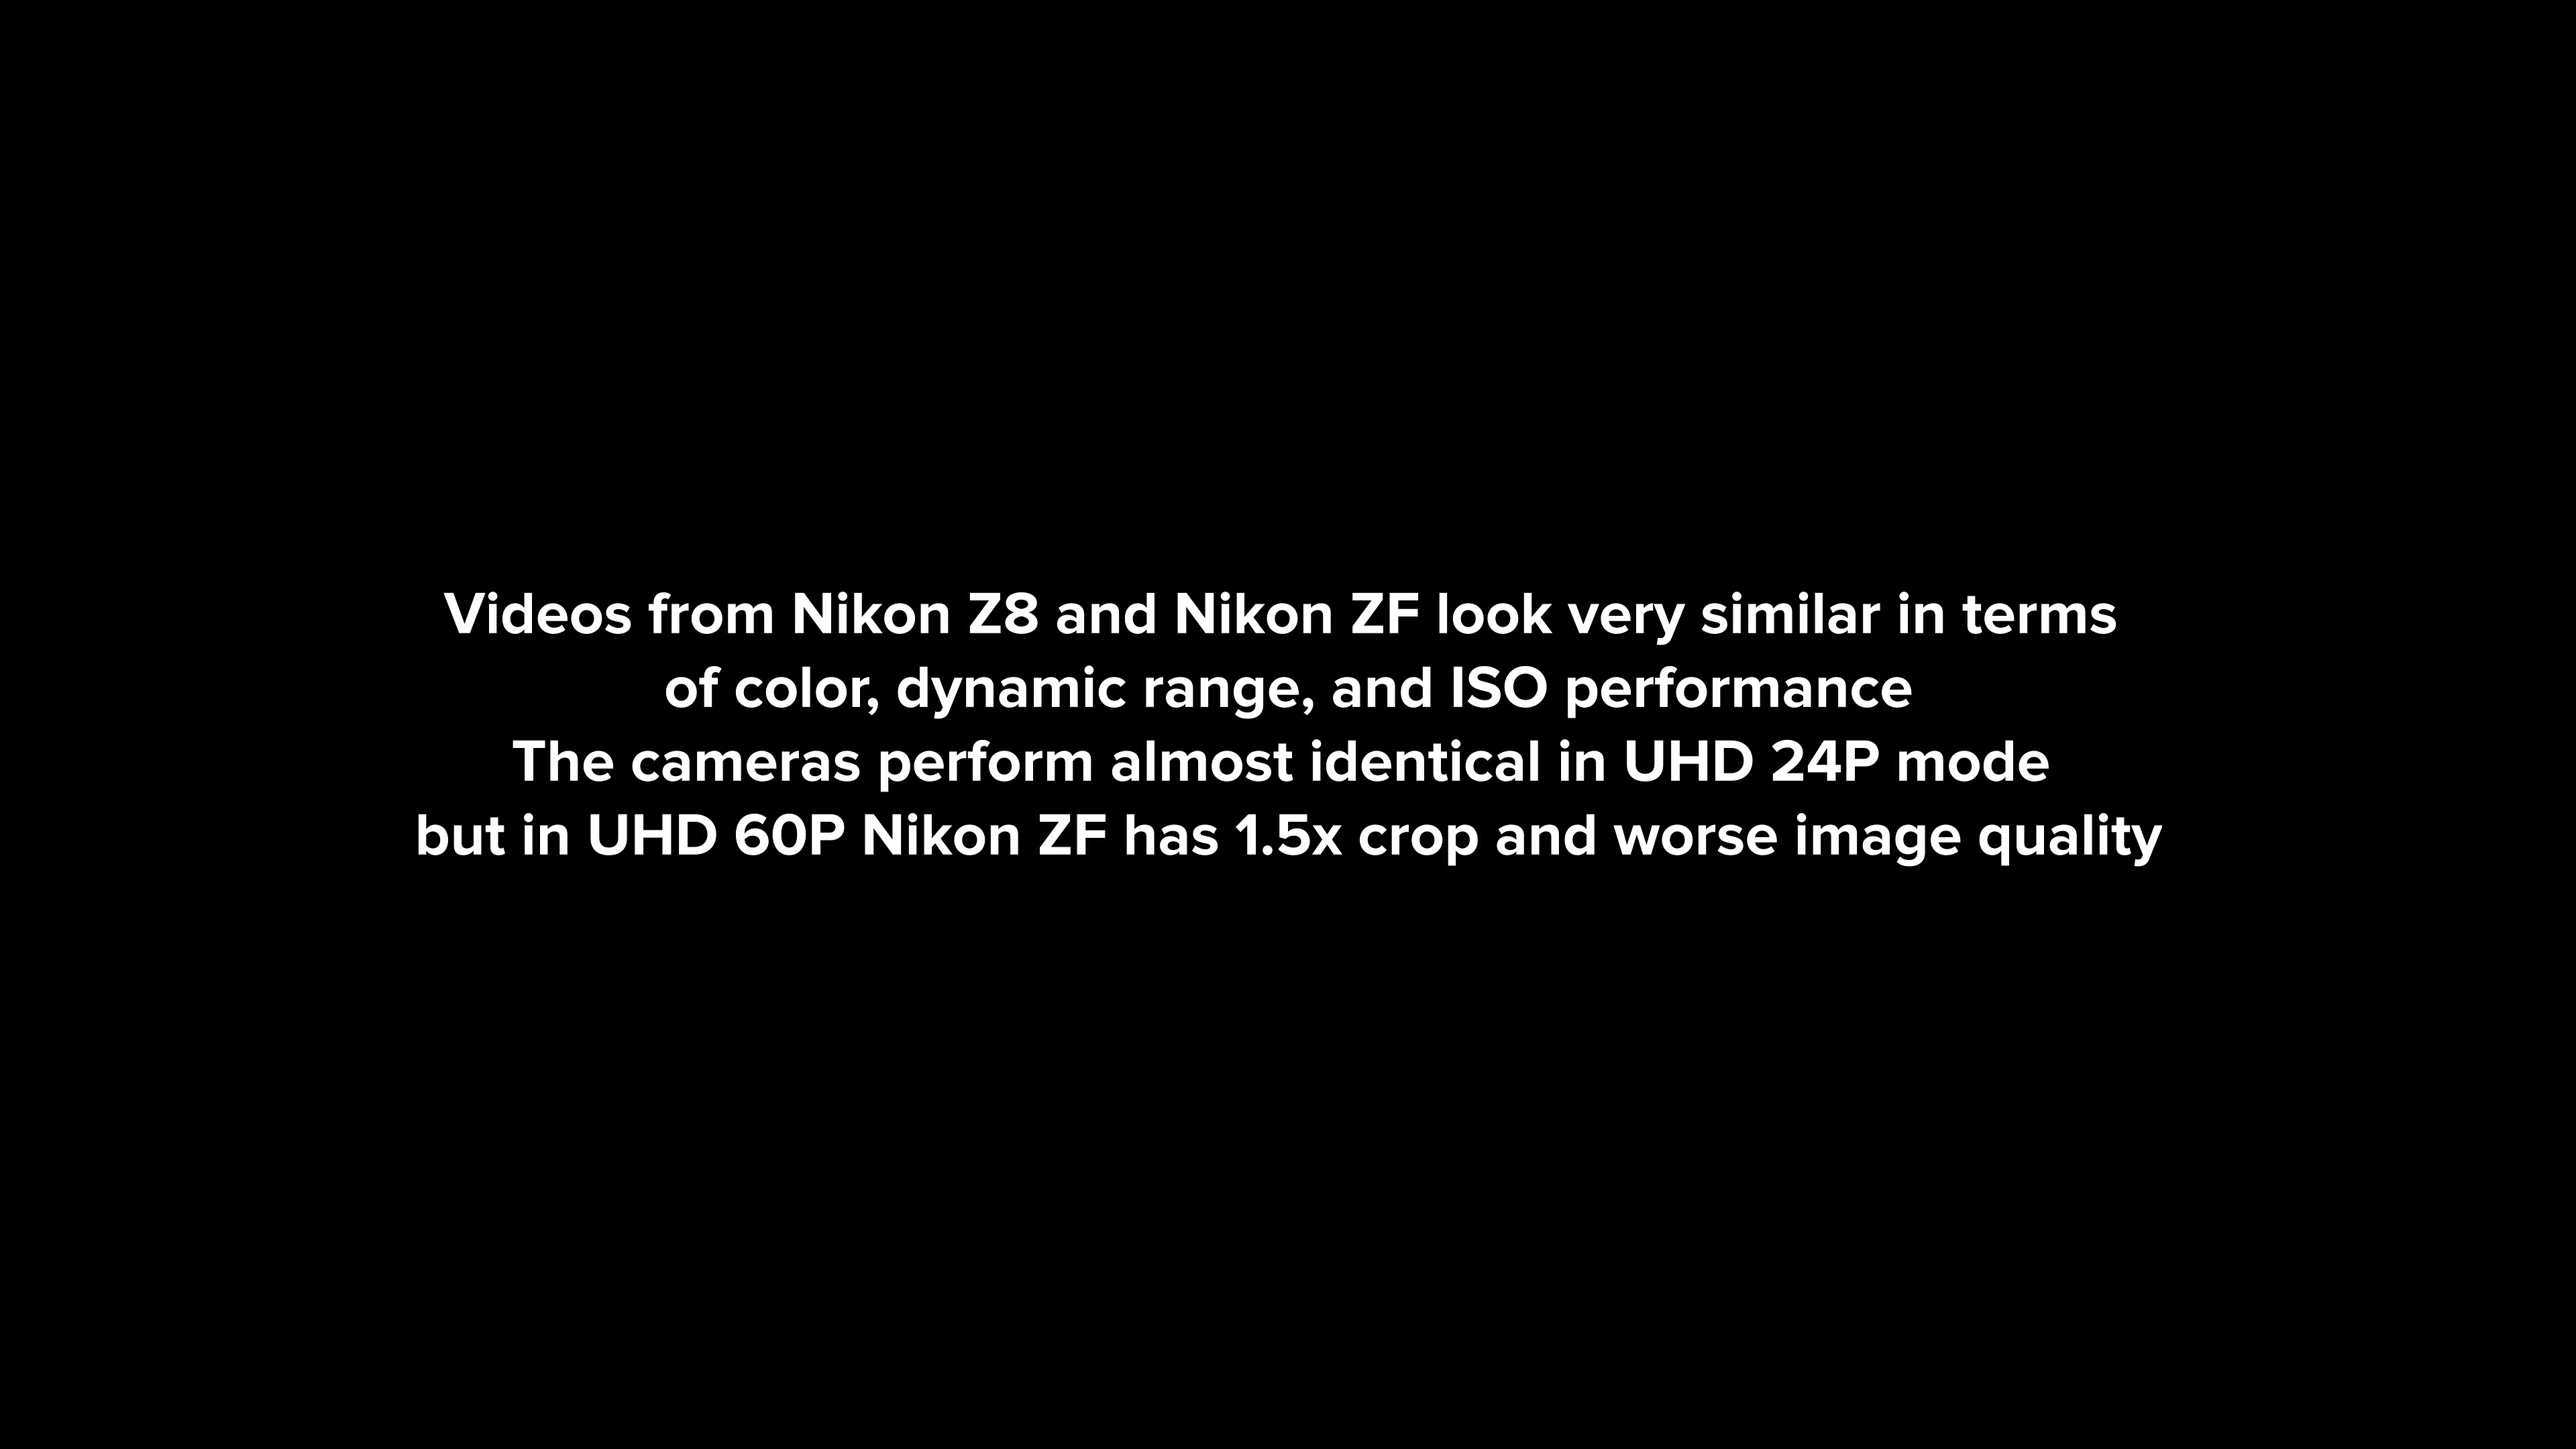 Videos from Nikon Z8 and Nikon ZF look very similar in terms
of color, dynamic range, and ISO performance
The cameras perform almost identical in UHD 24P mode
but in UHD 60P Nikon ZF has 1.5x crop and worse image quality